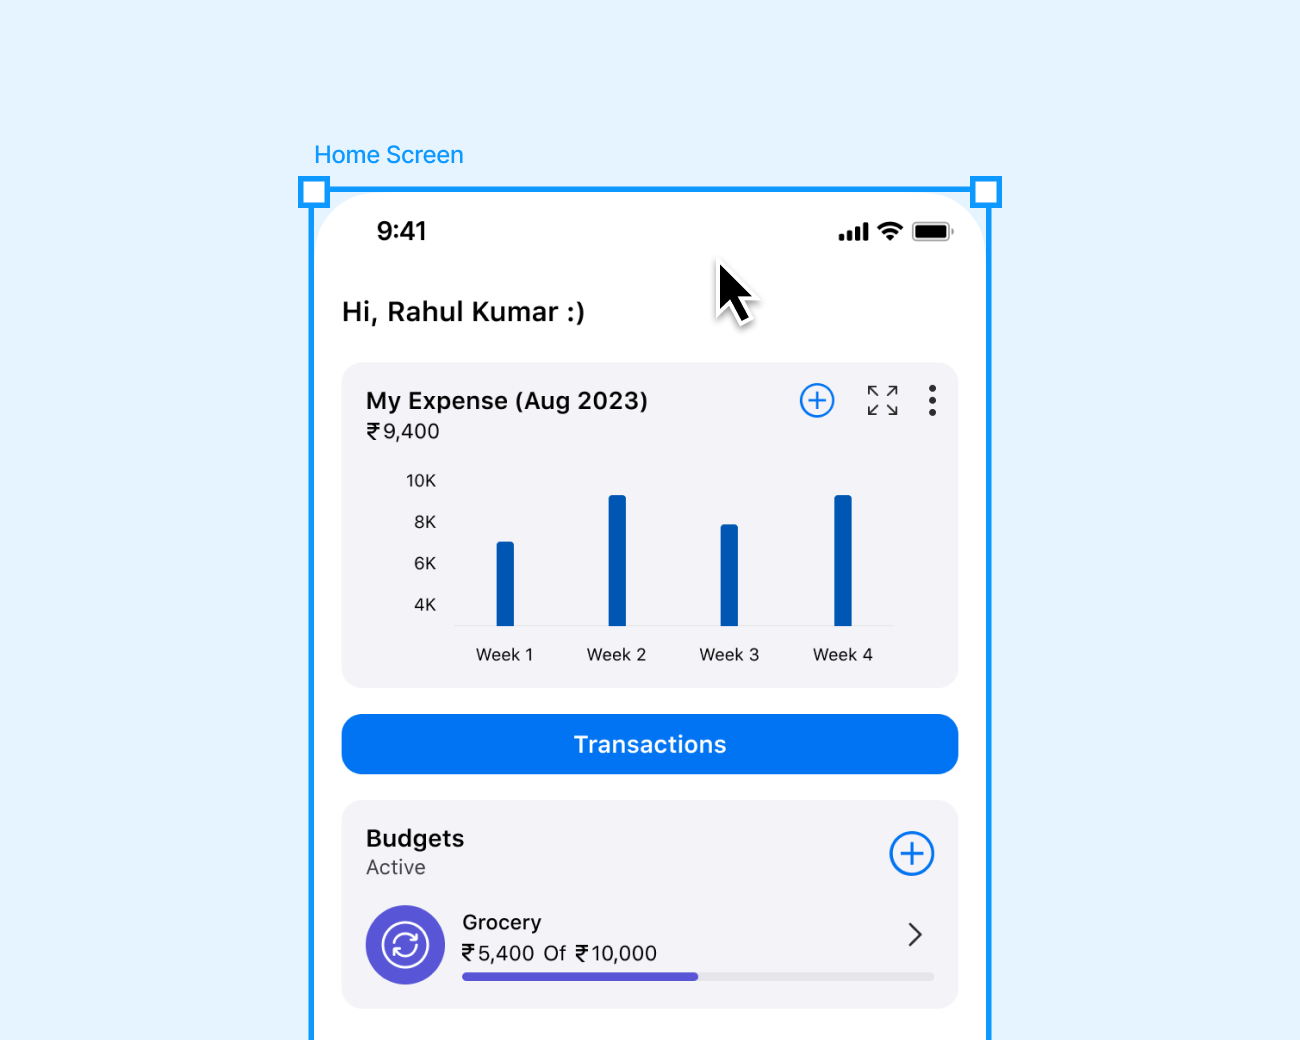 Home Screen
9:41
Hi, Rahul Kumar :)
My Expense (Aug 2023)
₹9,400
10K
8K
6K
4K
Week 1 Week 2 Week 3 Week 4
Transactions
Budgets
Active
Grocery
₹5,400 Of ₹10,000